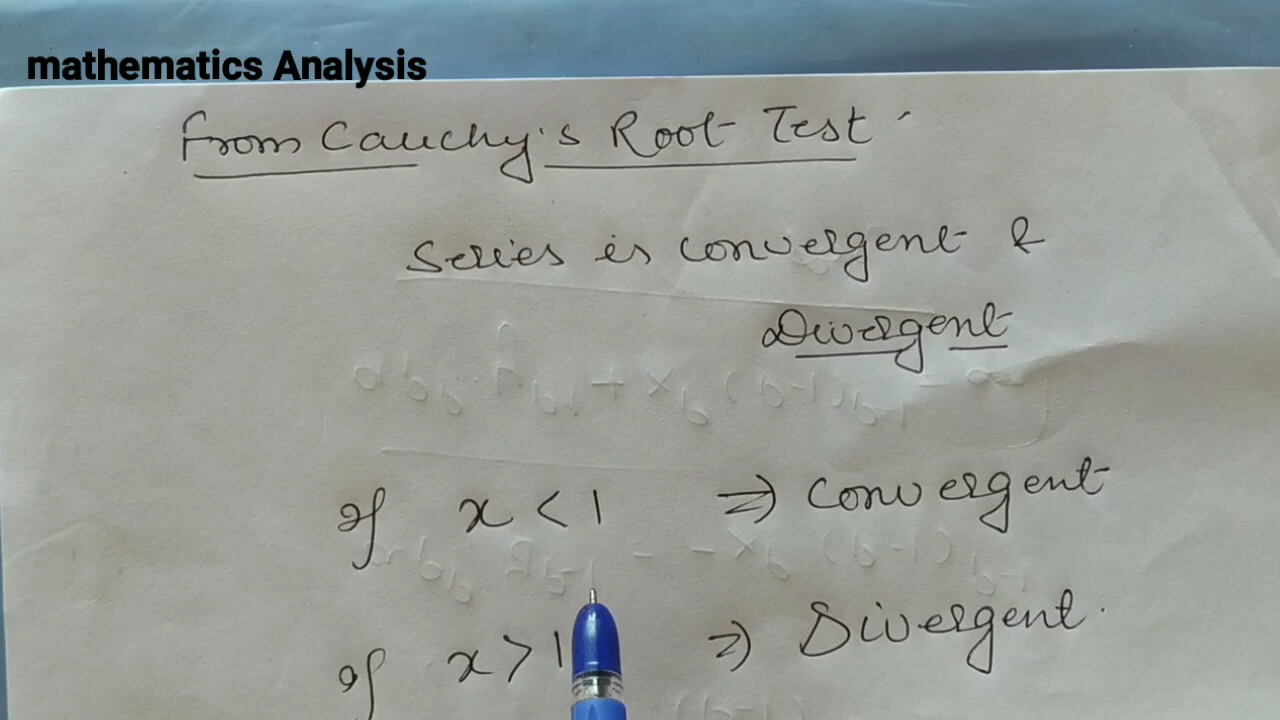 mathematics Analysis
From Cauchy's Root Test
Series is convergent &
Divergent
If x < 1 ⇒ Convergent
If x > 1 ⇒ Divergent.